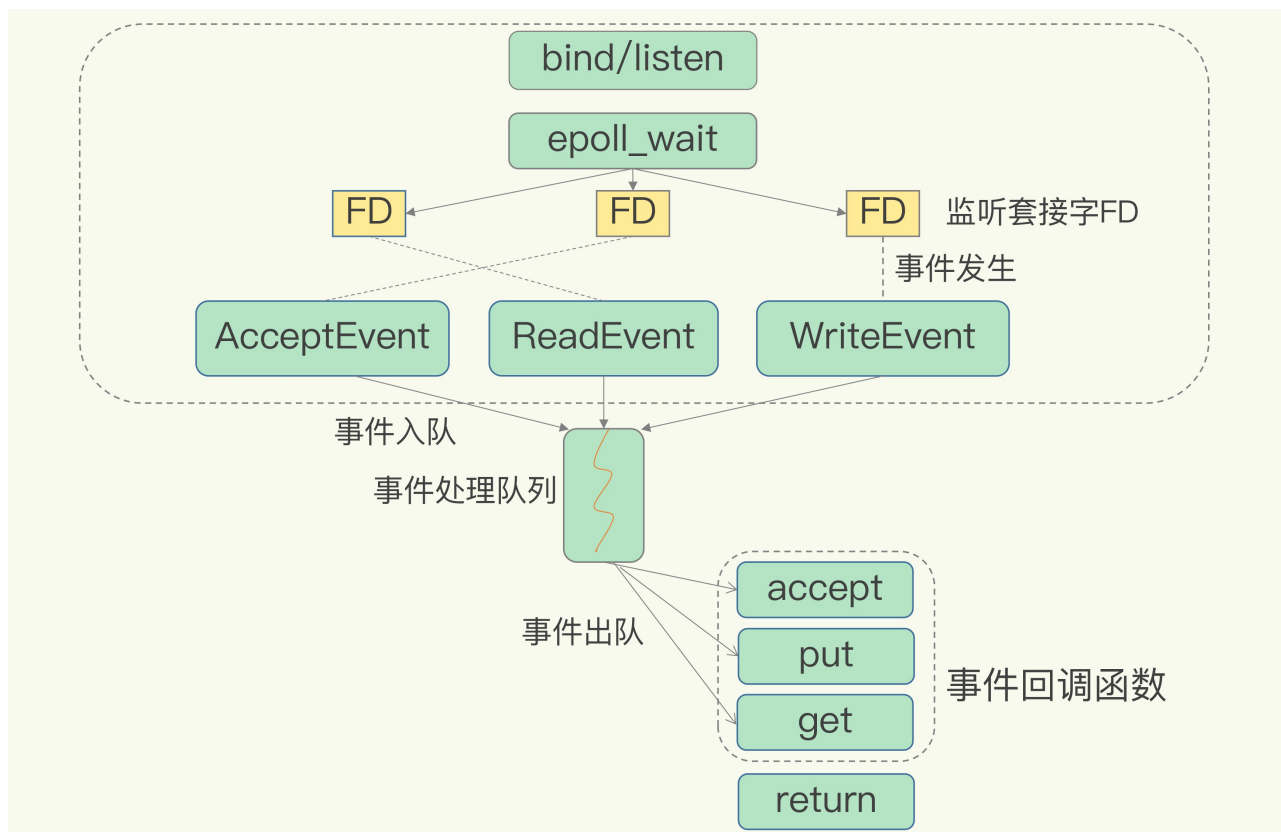 bind/listen
epoll_wait
FD
FD
FD
监听套接字FD
事件发生
AcceptEvent
ReadEvent
WriteEvent
事件入队
事件处理队列
accept
事件出队
put
事件回调函数
get
return